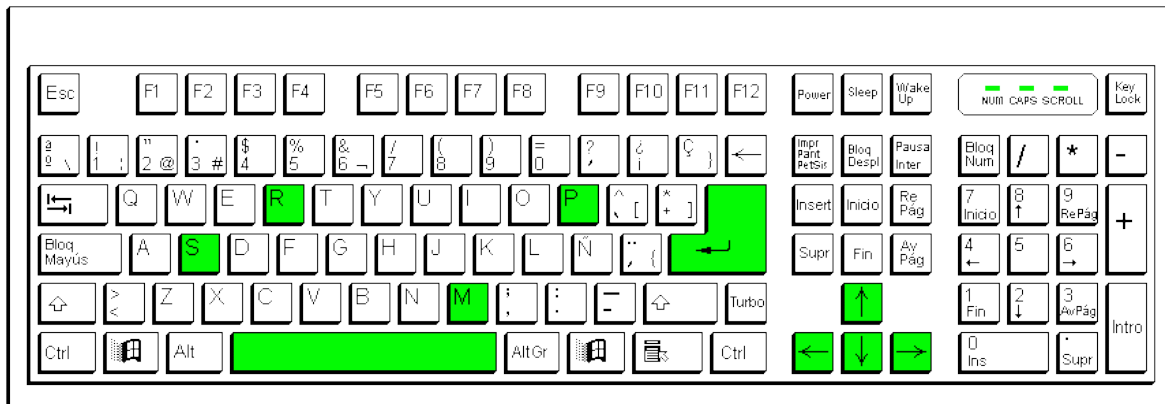 Esc F1 F2 F3 F4 F5 F6 F7 F8 F9 F10 F11 F12 Power Sleep Wake Up NUM CAPS SCROLL Key Lock
ª º \ ! 1 ¦ " 2 @ · 3 # $ 4 % 5 & 6 ¬ / 7 ( 8 ) 9 = 0 ? , ¿ ¡ Ç } ← Impr Pant PetSis Bloq Despl Pausa Inter Bloq Num / * -
Q W E R T Y U I O P ^ ` [ * + ] Insert Inicio Re Pág 7 Inicio 8 ↑ 9 RePág +
Bloq Mayús A S D F G H J K L Ñ ¨ ´ { Supr Fin Av Pág 4 ← 5 6 →
> < Z X C V B N M ; , : . — – Turbo ↑ 1 Fin 2 ↓ 3 AvPág Intro
Ctrl Alt Alt Gr Ctrl ← ↓ → 0 Ins . Supr